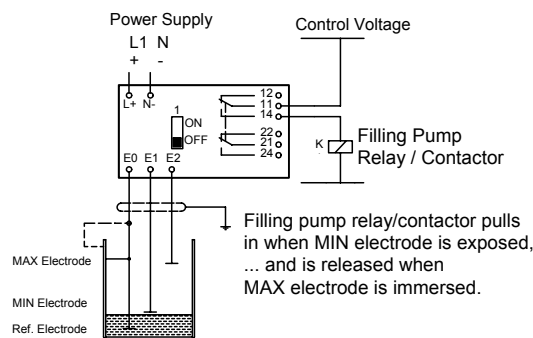 Power Supply
L1 N
+ -
Control Voltage
L+ N-
1
ON
OFF
12
11
14
22
21
24
E0 E1 E2
K
Filling Pump
Relay / Contactor
Filling pump relay/contactor pulls
in when MIN electrode is exposed,
... and is released when
MAX electrode is immersed.
MAX Electrode
MIN Electrode
Ref. Electrode